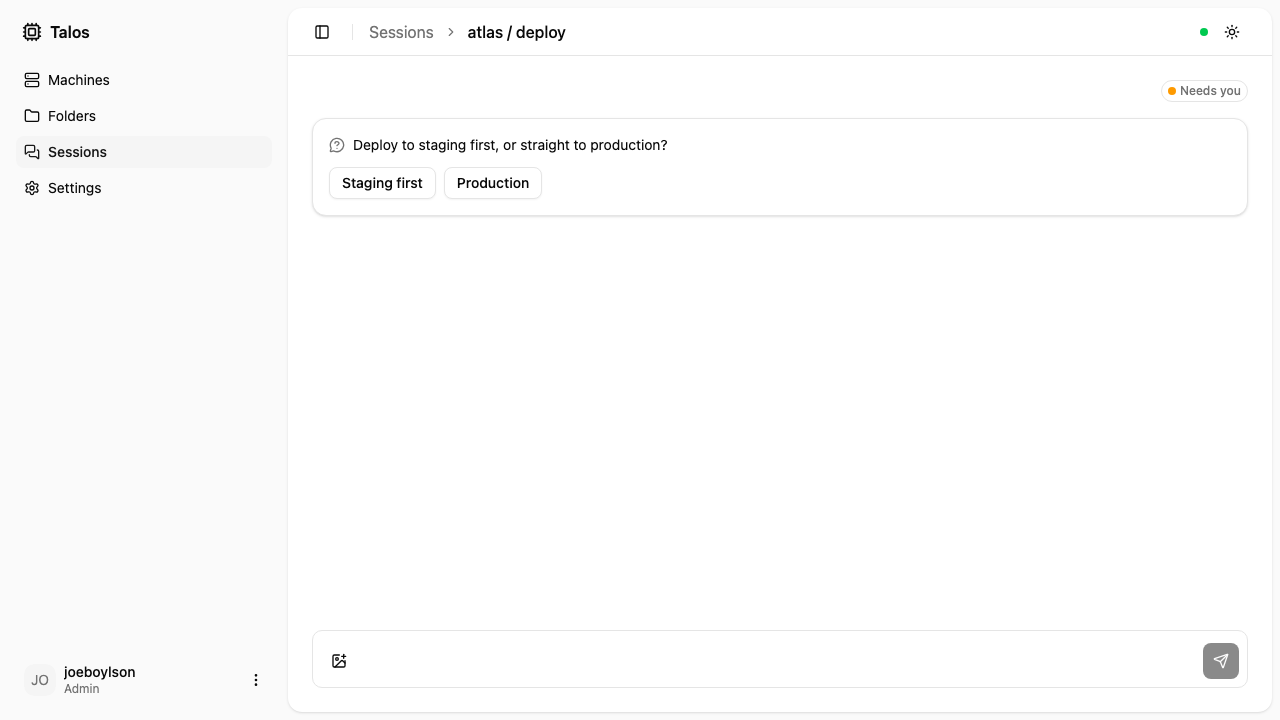 Talos
Machines
Folders
Sessions
Settings
JO
joeboylson
Admin
Sessions
atlas / deploy
Needs you
Deploy to staging first, or straight to production?
Staging first
Production